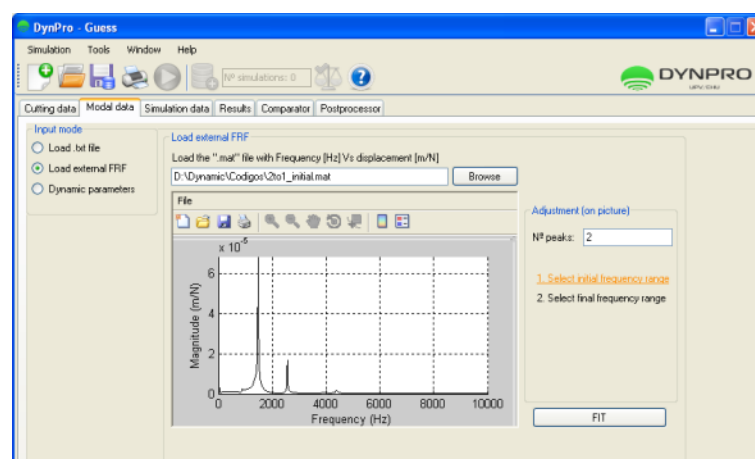 DynPro - Guess
Simulation Tools Window Help
Nº simulations: 0
DYNPRO
UPV/EHU
Cutting data Modal data Simulation data Results Comparator Postprocessor
Input mode
Load .txt file
Load external FRF
Dynamic parameters
Load external FRF
Load the ".mat" file with Frequency [Hz] Vs displacement [m/N]
D:\Dynamic\Codigos\2to1_initial.mat Browse
File
x 10-5
6
4
2
0
Magnitude (m/N)
0 2000 4000 6000 8000 10000
Frequency (Hz)
Adjustment (on picture)
Nº peaks: 2
1. Select initial frequency range
2. Select final frequency range
FIT